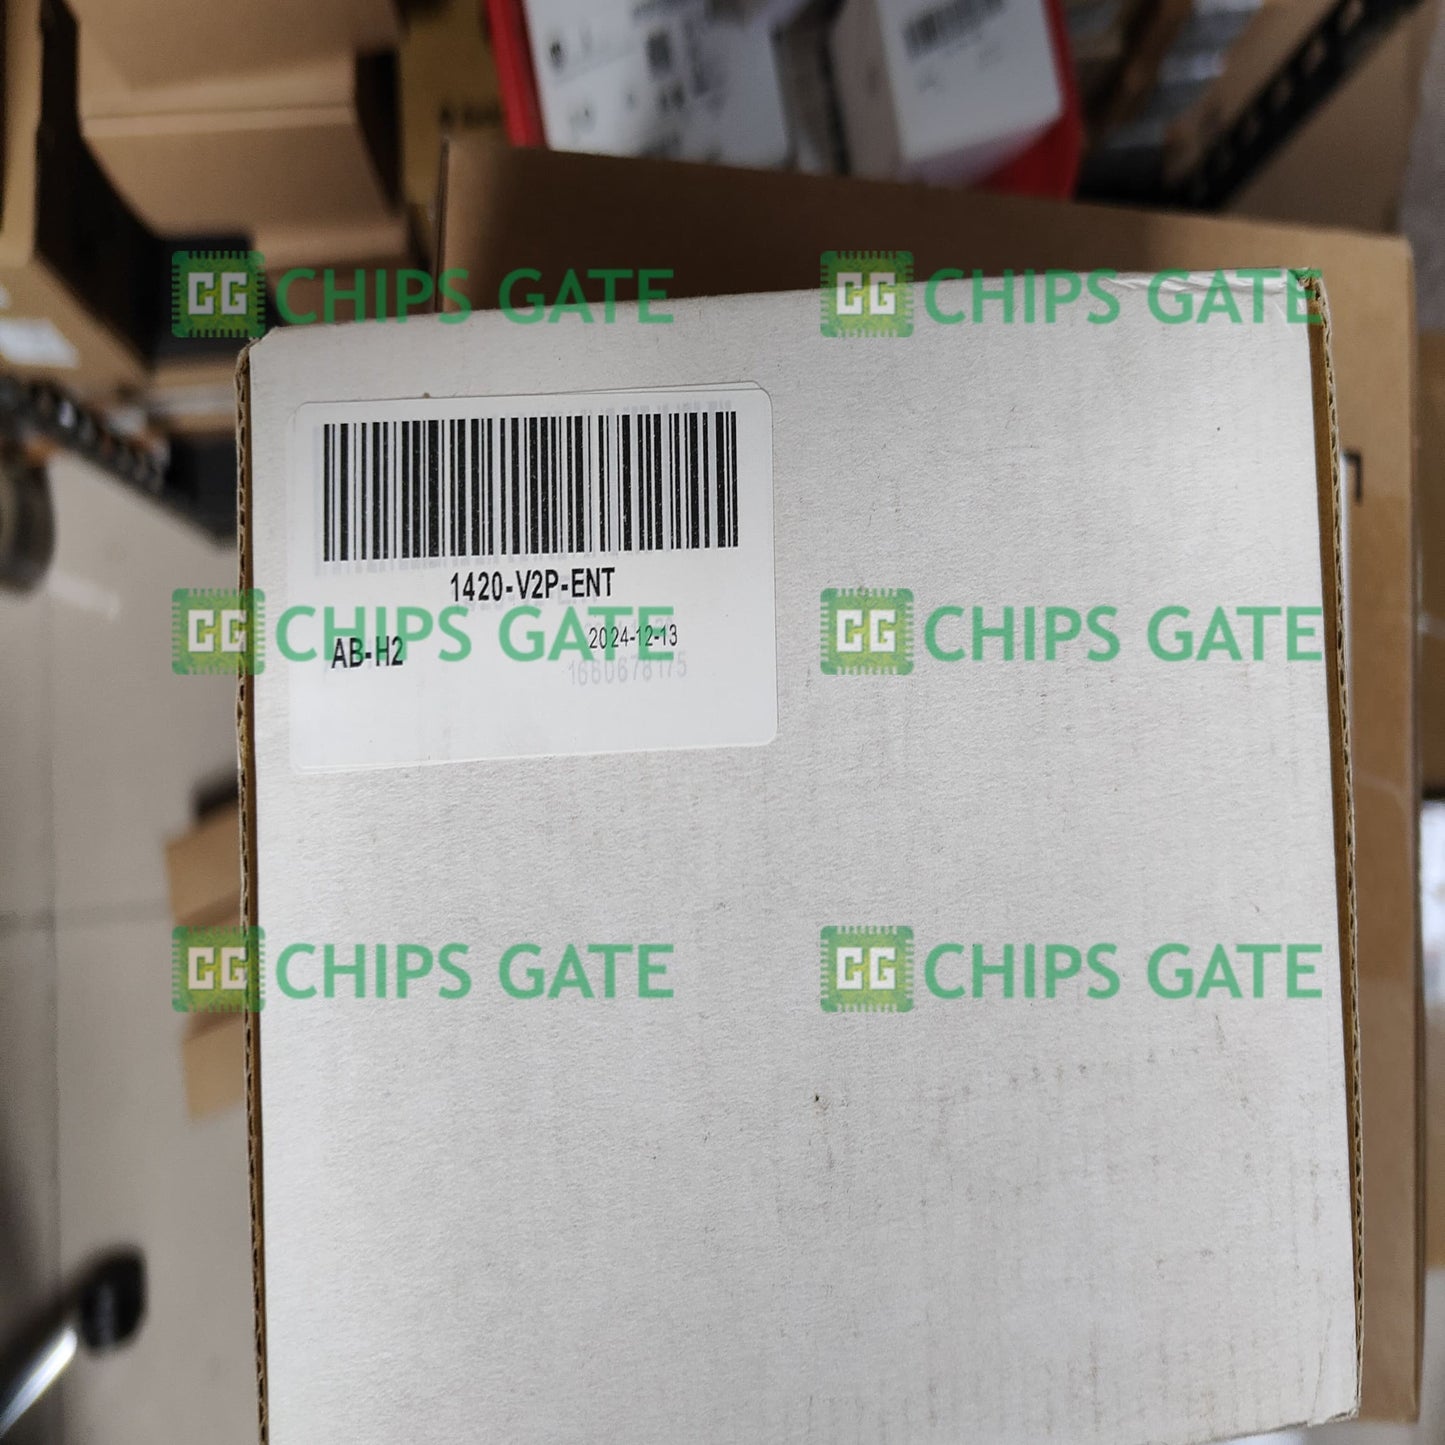 CG CHIPS GATE CG CHIPS GATE
1420-V2P-ENT
CG CHIPS GATE CG CHIPS GATE
2024-12-13
AB-H2
1680678175
CG CHIPS GATE CG CHIPS GATE